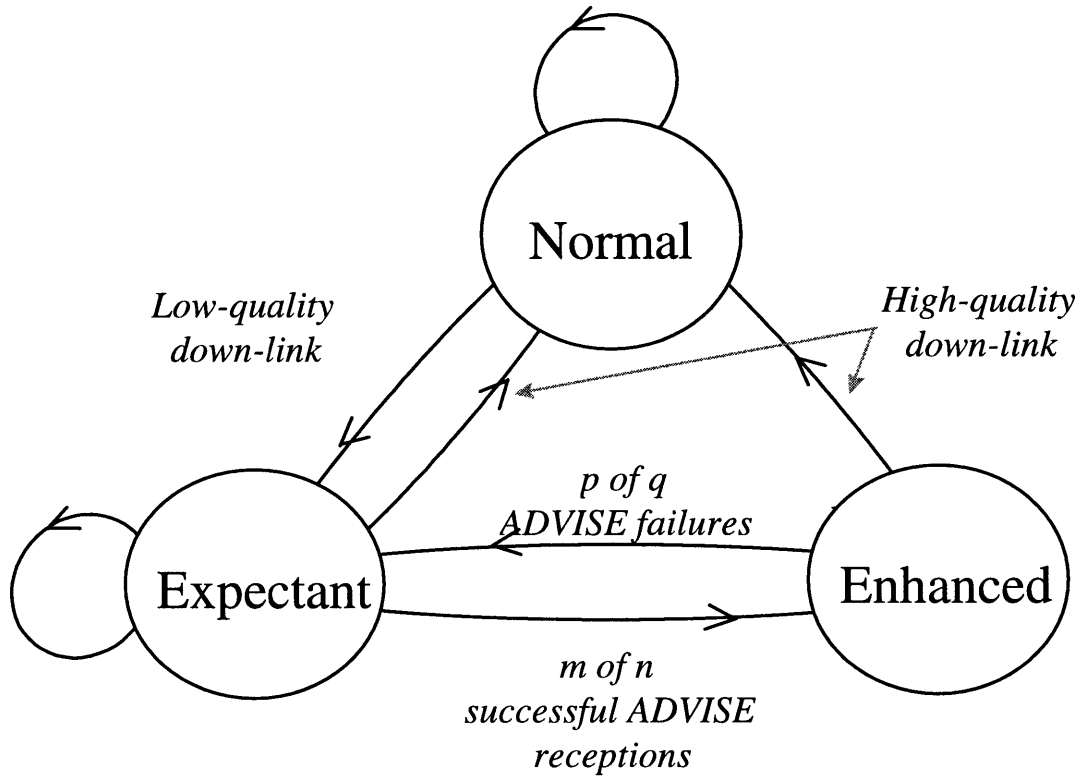 Normal
Low-quality
down-link
High-quality
down-link
p of q
ADVISE failures
Expectant
Enhanced
m of n
successful ADVISE
receptions